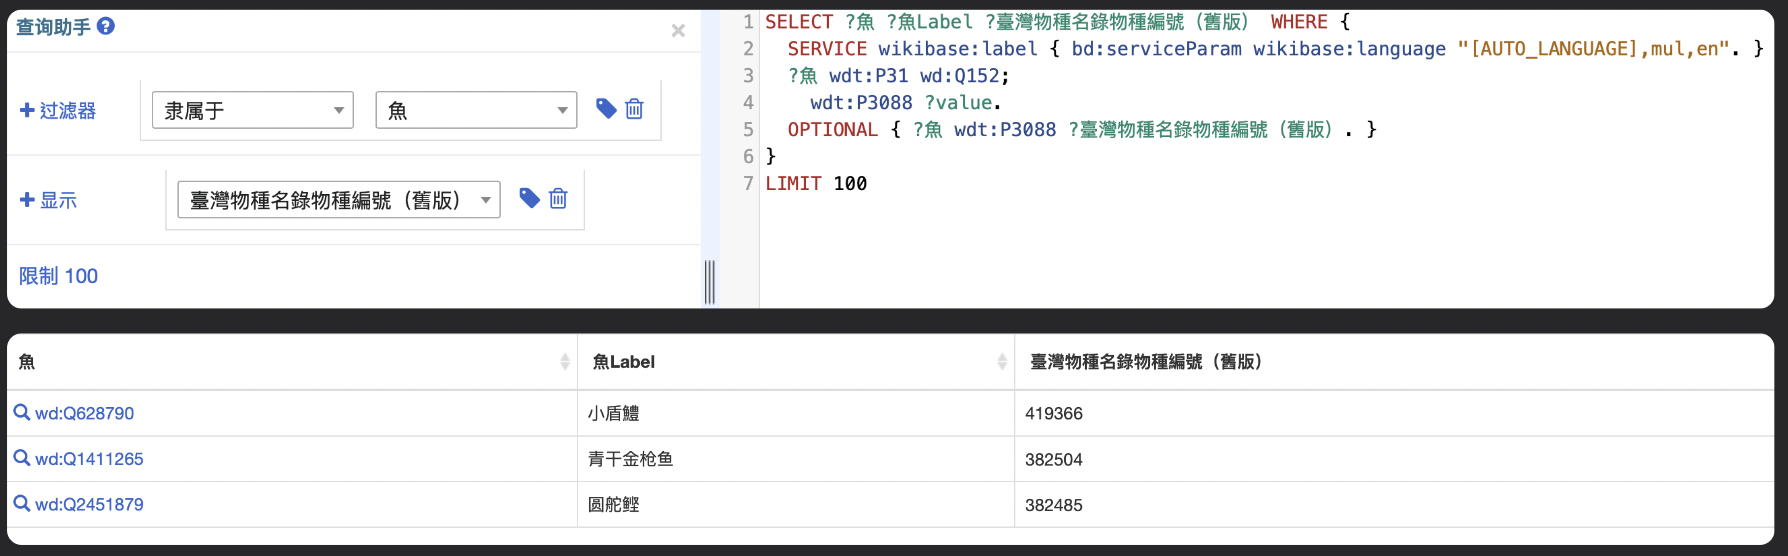 查询助手
×
过滤器
隶属于
魚
显示
臺灣物種名錄物種編號（舊版）
限制 100
1 SELECT ?魚 ?魚Label ?臺灣物種名錄物種編號（舊版） WHERE {
2 SERVICE wikibase:label { bd:serviceParam wikibase:language "[AUTO_LANGUAGE],mul,en". }
3 ?魚 wdt:P31 wd:Q152;
4 wdt:P3088 ?value.
5 OPTIONAL { ?魚 wdt:P3088 ?臺灣物種名錄物種編號（舊版）. }
6 }
7 LIMIT 100
魚 魚Label 臺灣物種名錄物種編號（舊版）
wd:Q628790 小盾鱧 419366
wd:Q1411265 青干金枪鱼 382504
wd:Q2451879 圆舵鲣 382485